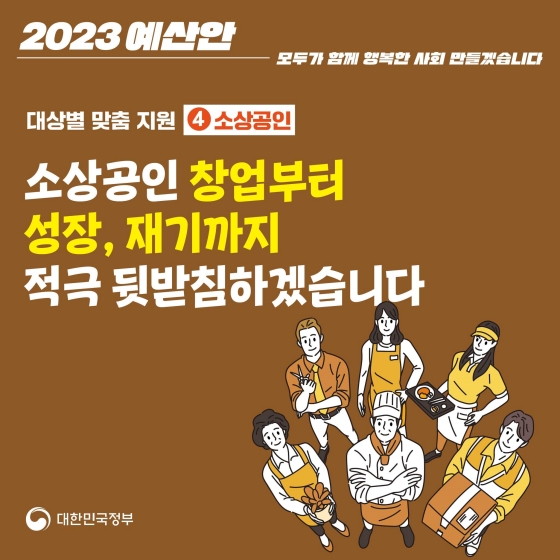 2023 예산안
모두가 함께 행복한 사회 만들겠습니다
대상별 맞춤 지원 4 소상공인
소상공인 창업부터
성장, 재기까지
적극 뒷받침하겠습니다
대한민국정부